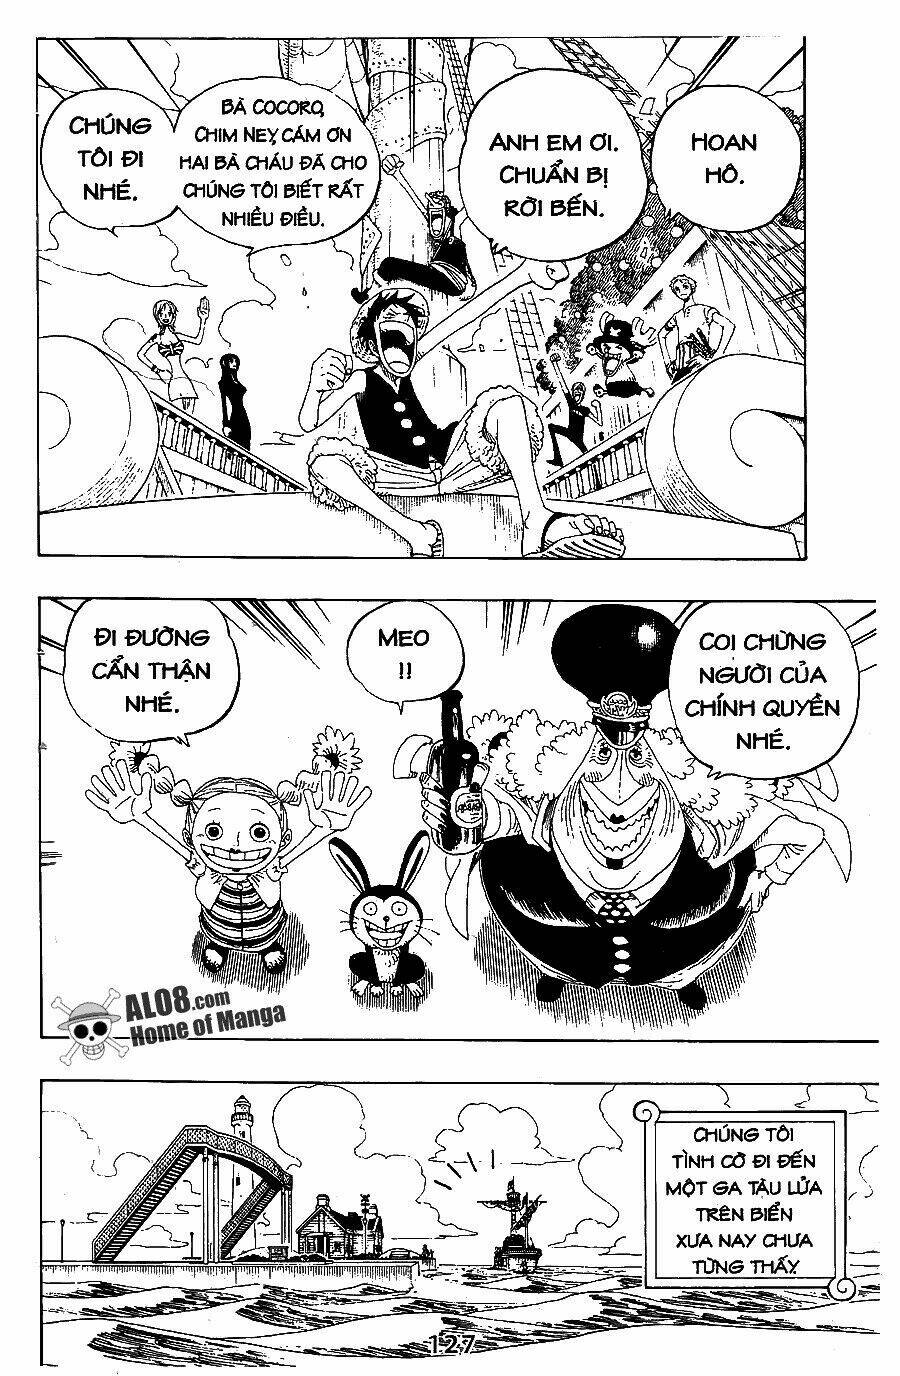 CHÚNG
TÔI ĐI
NHÉ.
BÀ COCORO,
CHIM NEY, CÁM ƠN
HAI BÀ CHÁU ĐÃ CHO
CHÚNG TÔI BIẾT RẤT
NHIỀU ĐIỀU.
ANH EM ƠI.
CHUẨN BỊ
RỜI BẾN.
HOAN
HÔ.
ĐI ĐƯỜNG
CẨN THẬN
NHÉ.
MEO
!!
COI CHỪNG
NGƯỜI CỦA
CHÍNH QUYỀN
NHÉ.
ALO8.com
Home of Manga
CHÚNG TÔI
TÌNH CỜ ĐI ĐẾN
MỘT GA TÀU LỬA
TRÊN BIỂN
XƯA NAY CHƯA
TỪNG THẤY.
127